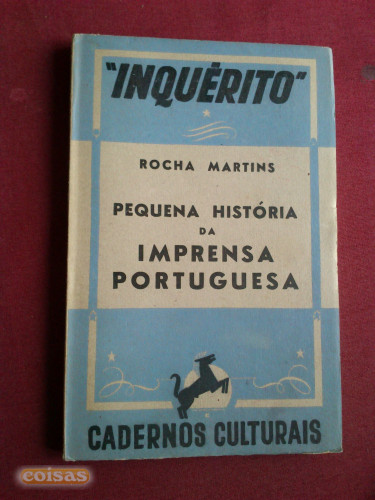 "INQUÉRITO"
ROCHA MARTINS
PEQUENA HISTÓRIA
DA
IMPRENSA
PORTUGUESA
CADERNOS CULTURAIS
coisas